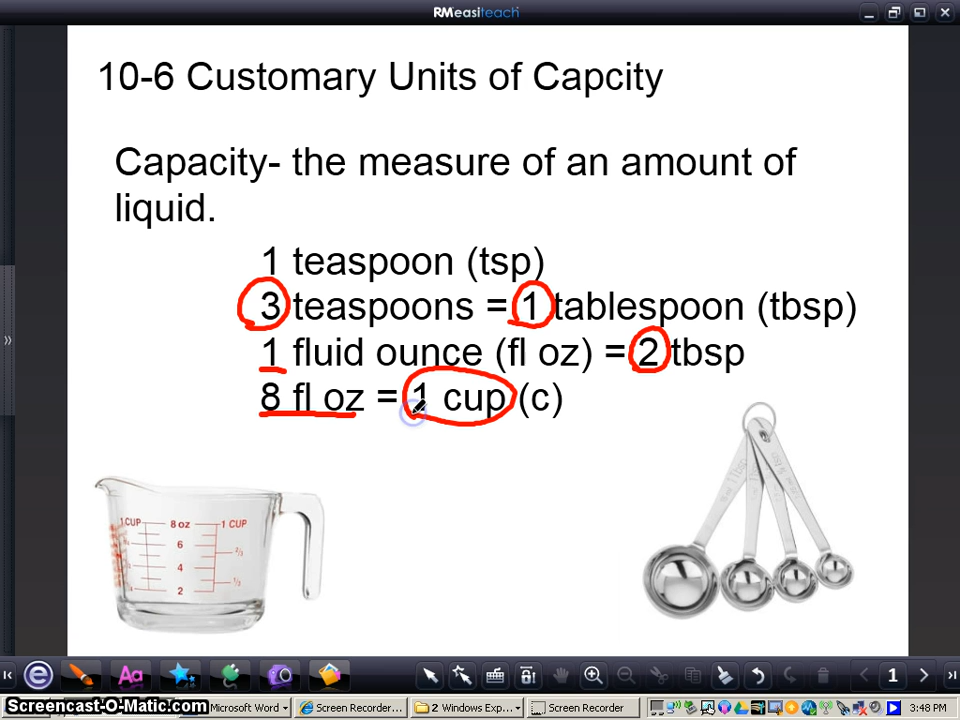 RMeasiteach
10-6 Customary Units of Capcity
Capacity- the measure of an amount of
liquid.
1 teaspoon (tsp)
3 teaspoons = 1 tablespoon (tbsp)
1 fluid ounce (fl oz) = 2 tbsp
8 fl oz = 1 cup (c)
1 CUP 8 oz 1 CUP
6
4
2
Aa
1
Screencast-O-Matic.com
Microsoft Word
Screen Recorder...
2 Windows Exp...
Screen Recorder
3:48 PM